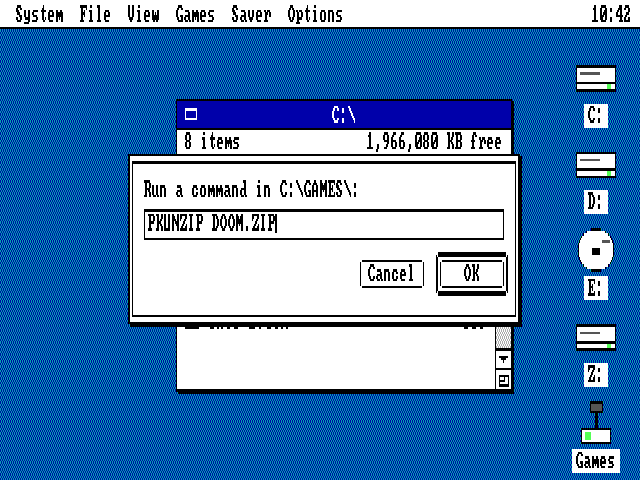 System File View Games Saver Options 10:42
C:\
8 items 1,966,080 KB free
Run a command in C:\GAMES\:
PKUNZIP DOOM.ZIP
Cancel OK
C:
D:
E:
Z:
Games